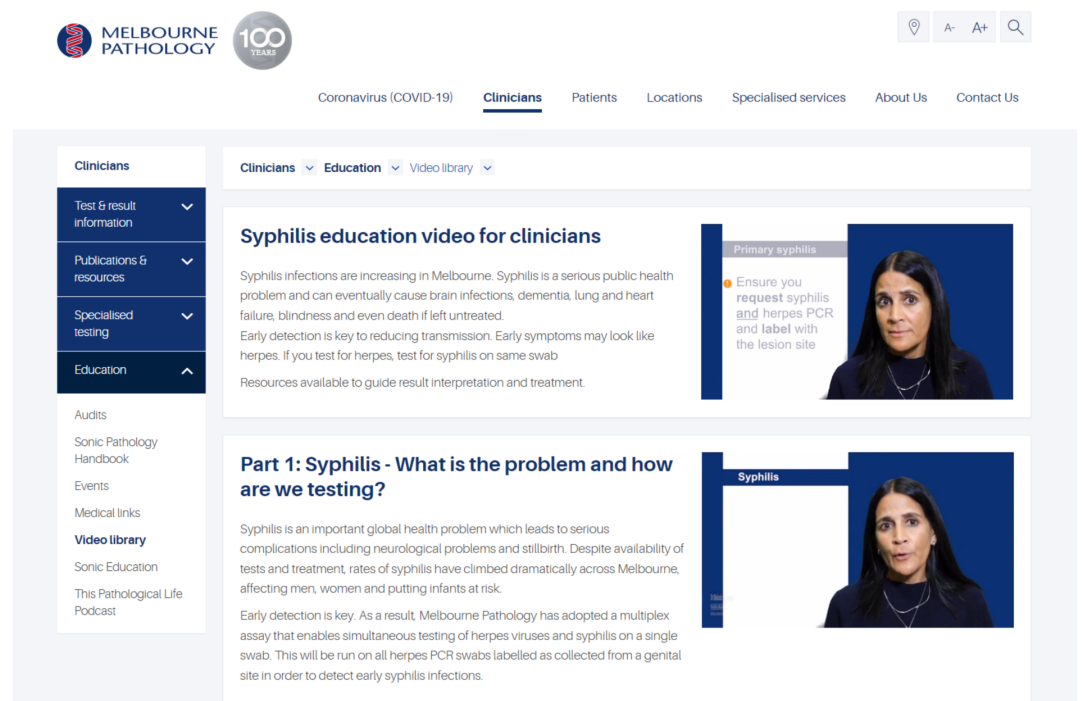 MELBOURNE
PATHOLOGY
100
YEARS
A-
A+
Coronavirus (COVID-19)
Clinicians
Patients
Locations
Specialised services
About Us
Contact Us
Clinicians
Test & result
information
Publications &
resources
Specialised
testing
Education
Audits
Sonic Pathology
Handbook
Events
Medical links
Video library
Sonic Education
This Pathological Life
Podcast
Clinicians
Education
Video library
Syphilis education video for clinicians
Syphilis infections are increasing in Melbourne. Syphilis is a serious public health
problem and can eventually cause brain infections, dementia, lung and heart
failure, blindness and even death if left untreated.
Early detection is key to reducing transmission. Early symptoms may look like
herpes. If you test for herpes, test for syphilis on same swab
Resources available to guide result interpretation and treatment.
Primary syphilis
Ensure you
request syphilis
and herpes PCR
and label with
the lesion site
Part 1: Syphilis - What is the problem and how
are we testing?
Syphilis is an important global health problem which leads to serious
complications including neurological problems and stillbirth. Despite availability of
tests and treatment, rates of syphilis have climbed dramatically across Melbourne,
affecting men, women and putting infants at risk.
Early detection is key. As a result, Melbourne Pathology has adopted a multiplex
assay that enables simultaneous testing of herpes viruses and syphilis on a single
swab. This will be run on all herpes PCR swabs labelled as collected from a genital
site in order to detect early syphilis infections.
Syphilis